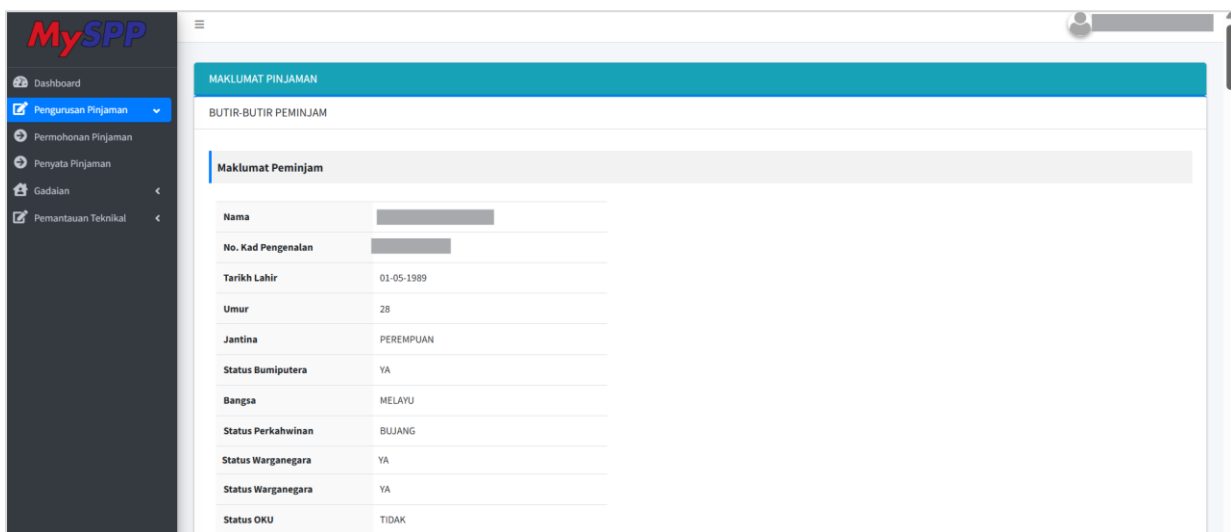 MySPP
Dashboard
Pengurusan Pinjaman
Permohonan Pinjaman
Penyata Pinjaman
Gadaian
Pemantauan Teknikal
MAKLUMAT PINJAMAN
BUTIR-BUTIR PEMINJAM
Maklumat Peminjam
Nama
No. Kad Pengenalan
Tarikh Lahir 01-05-1989
Umur 28
Jantina PEREMPUAN
Status Bumiputera YA
Bangsa MELAYU
Status Perkahwinan BUJANG
Status Warganegara YA
Status Warganegara YA
Status OKU TIDAK